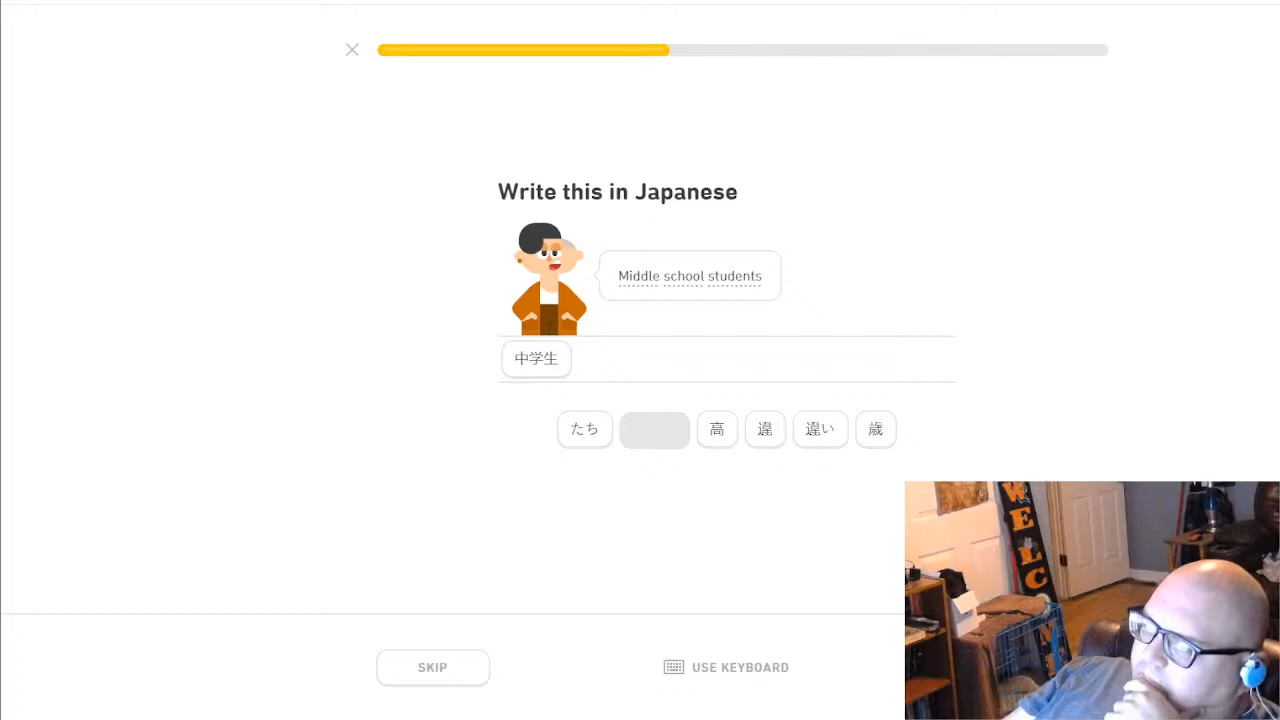 Write this in Japanese
Middle school students
中学生
たち 高 違 違い 歳
SKIP USE KEYBOARD
WELC